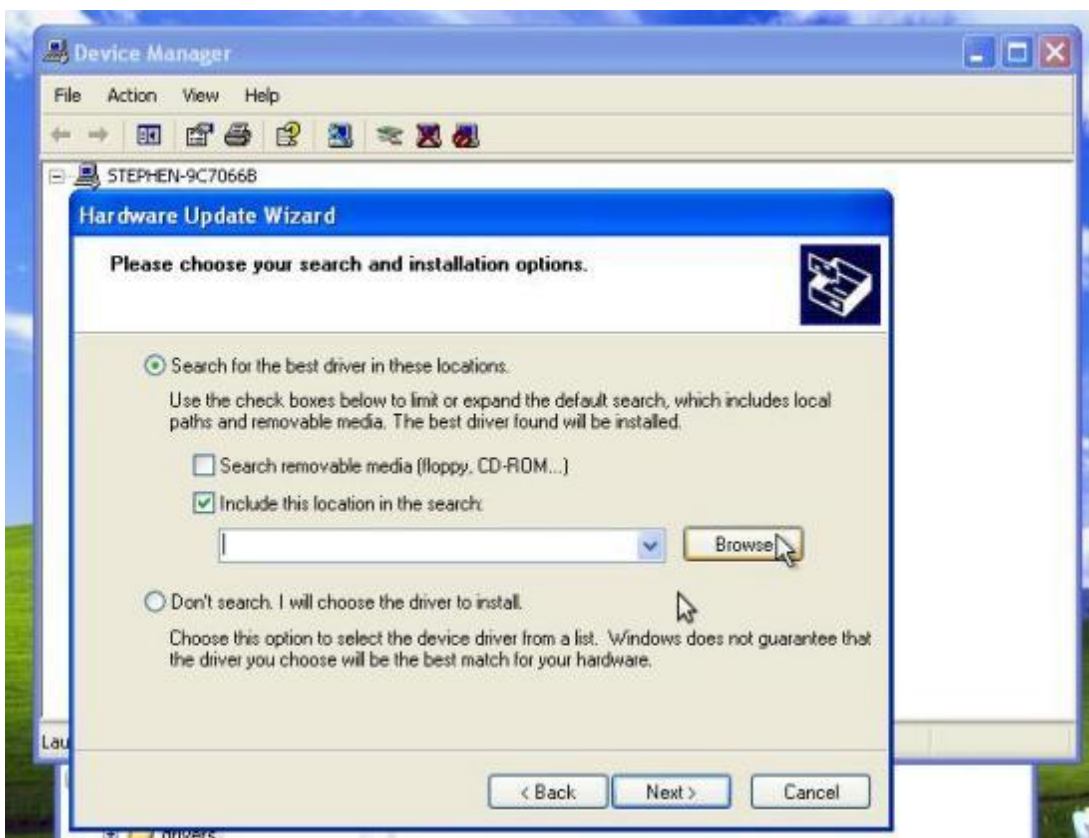 Device Manager
File Action View Help
STEPHEN-9C7066B
Hardware Update Wizard
Please choose your search and installation options.
Search for the best driver in these locations.
Use the check boxes below to limit or expand the default search, which includes local
paths and removable media. The best driver found will be installed.
Search removable media (floppy, CD-ROM...)
Include this location in the search:
Browse
Don't search. I will choose the driver to install.
Choose this option to select the device driver from a list. Windows does not guarantee that
the driver you choose will be the best match for your hardware.
Lau
< Back Next > Cancel
drivers